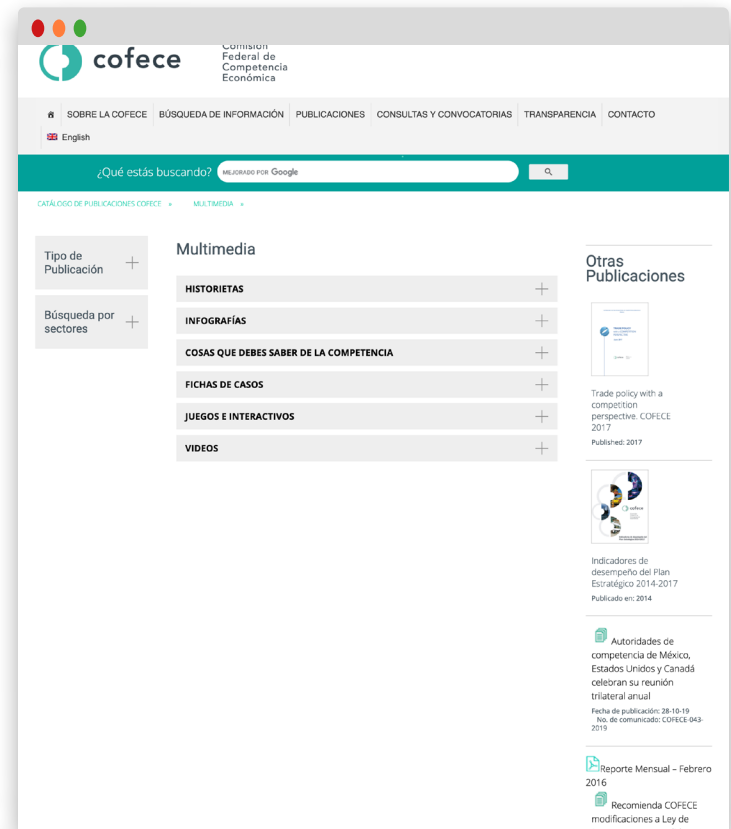 cofece
Comisión
Federal de
Competencia
Económica
SOBRE LA COFECE BÚSQUEDA DE INFORMACIÓN PUBLICACIONES CONSULTAS Y CONVOCATORIAS TRANSPARENCIA CONTACTO
English
¿Qué estás buscando? MEJORADO POR Google
CATÁLOGO DE PUBLICACIONES COFECE » MULTIMEDIA »
Tipo de
Publicación
Búsqueda por
sectores
Multimedia
HISTORIETAS
INFOGRAFÍAS
COSAS QUE DEBES SABER DE LA COMPETENCIA
FICHAS DE CASOS
JUEGOS E INTERACTIVOS
VIDEOS
Otras
Publicaciones
Trade policy with a
competition
perspective. COFECE
2017
Published: 2017
cofece
Indicadores de
desempeño del Plan
Estratégico 2014-2017
Publicado en: 2014
Autoridades de
competencia de México,
Estados Unidos y Canadá
celebran su reunión
trilateral anual
Fecha de publicación: 28-10-19
No. de comunicado: COFECE-043-
2019
Reporte Mensual – Febrero
2016
Recomienda COFECE
modificaciones a Ley de